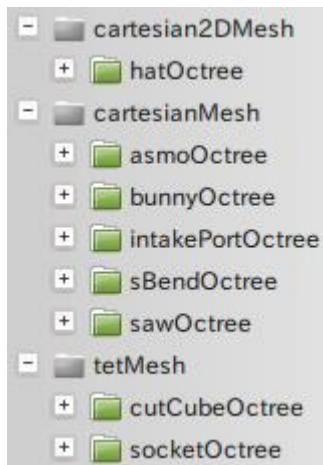 cartesian2DMesh
hatOctree
cartesianMesh
asmoOctree
bunnyOctree
intakePortOctree
sBendOctree
sawOctree
tetMesh
cutCubeOctree
socketOctree